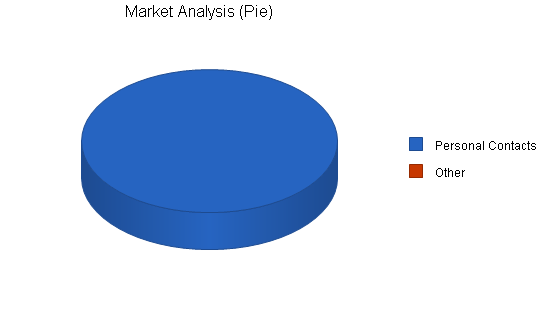 Market Analysis (Pie)
Personal Contacts
Other